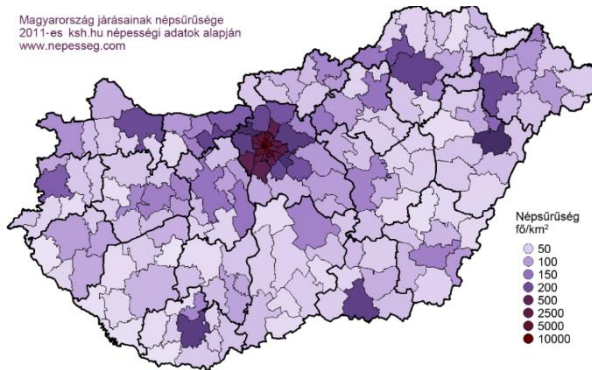 Magyarország járásainak népsűrűsége
2011-es ksh.hu népességi adatok alapján
www.nepesseg.com
Népsűrűség
fő/km²
50
100
150
200
500
2500
5000
10000